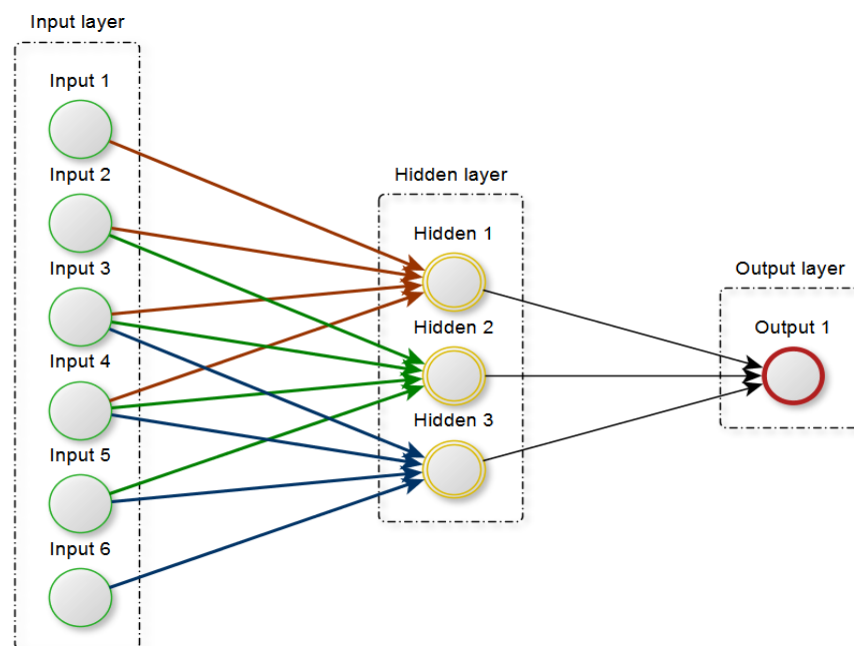 Input layer
Input 1
Input 2
Input 3
Input 4
Input 5
Input 6
Hidden layer
Hidden 1
Hidden 2
Hidden 3
Output layer
Output 1